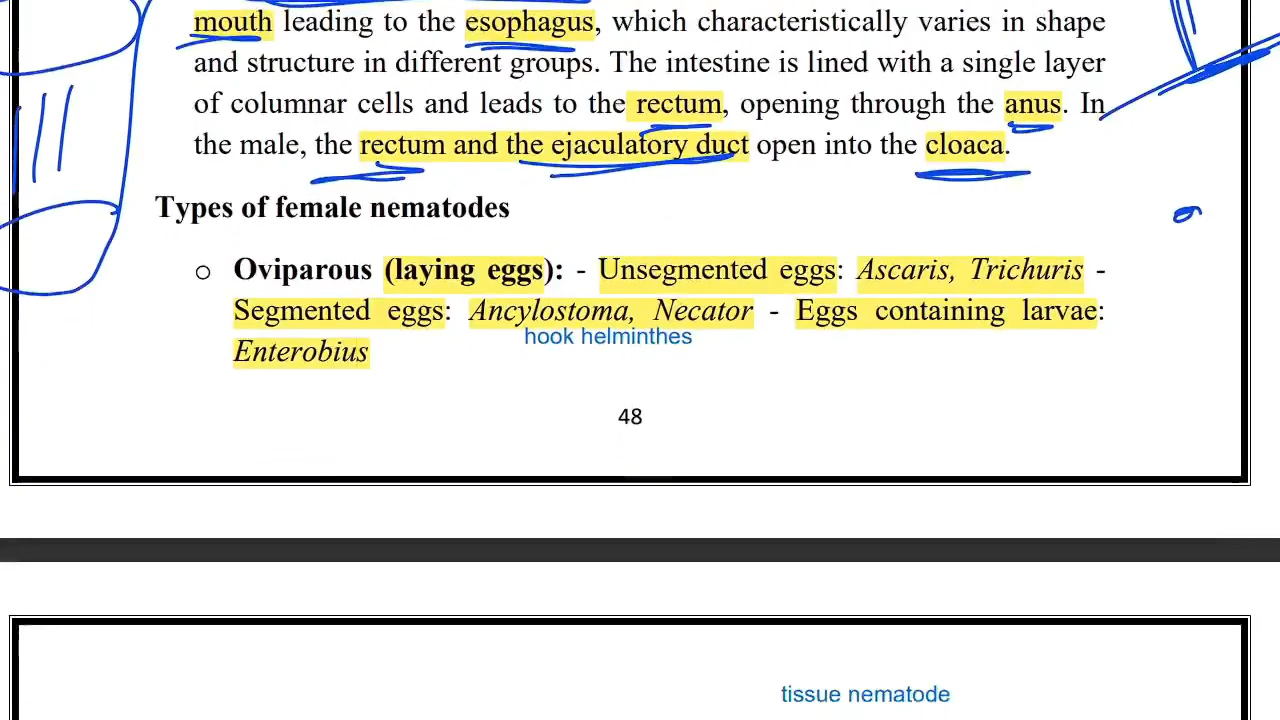 mouth leading to the esophagus, which characteristically varies in shape
and structure in different groups. The intestine is lined with a single layer
of columnar cells and leads to the rectum, opening through the anus. In
the male, the rectum and the ejaculatory duct open into the cloaca.
Types of female nematodes
o Oviparous (laying eggs): - Unsegmented eggs: Ascaris, Trichuris -
Segmented eggs: Ancylostoma, Necator - Eggs containing larvae:
hook helminthes
Enterobius
48
tissue nematode